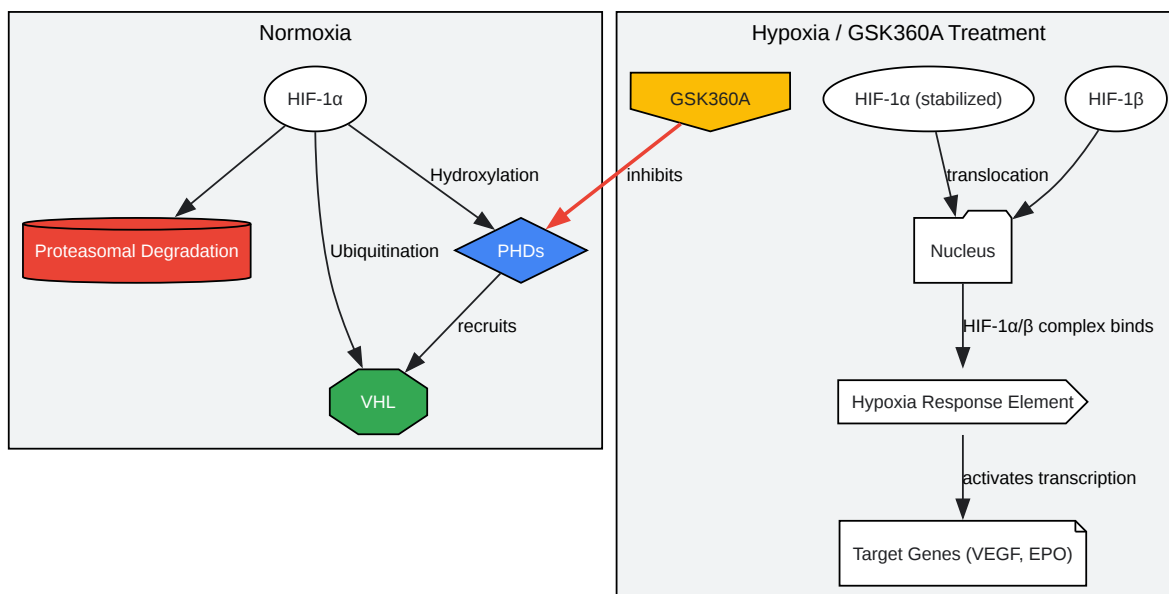 Normoxia
HIF-1α
Hydroxylation
Proteasomal Degradation
Ubiquitination
PHDs
recruits
VHL
Hypoxia / GSK360A Treatment
GSK360A
HIF-1α (stabilized)
HIF-1β
inhibits
translocation
Nucleus
HIF-1α/β complex binds
Hypoxia Response Element
activates transcription
Target Genes (VEGF, EPO)